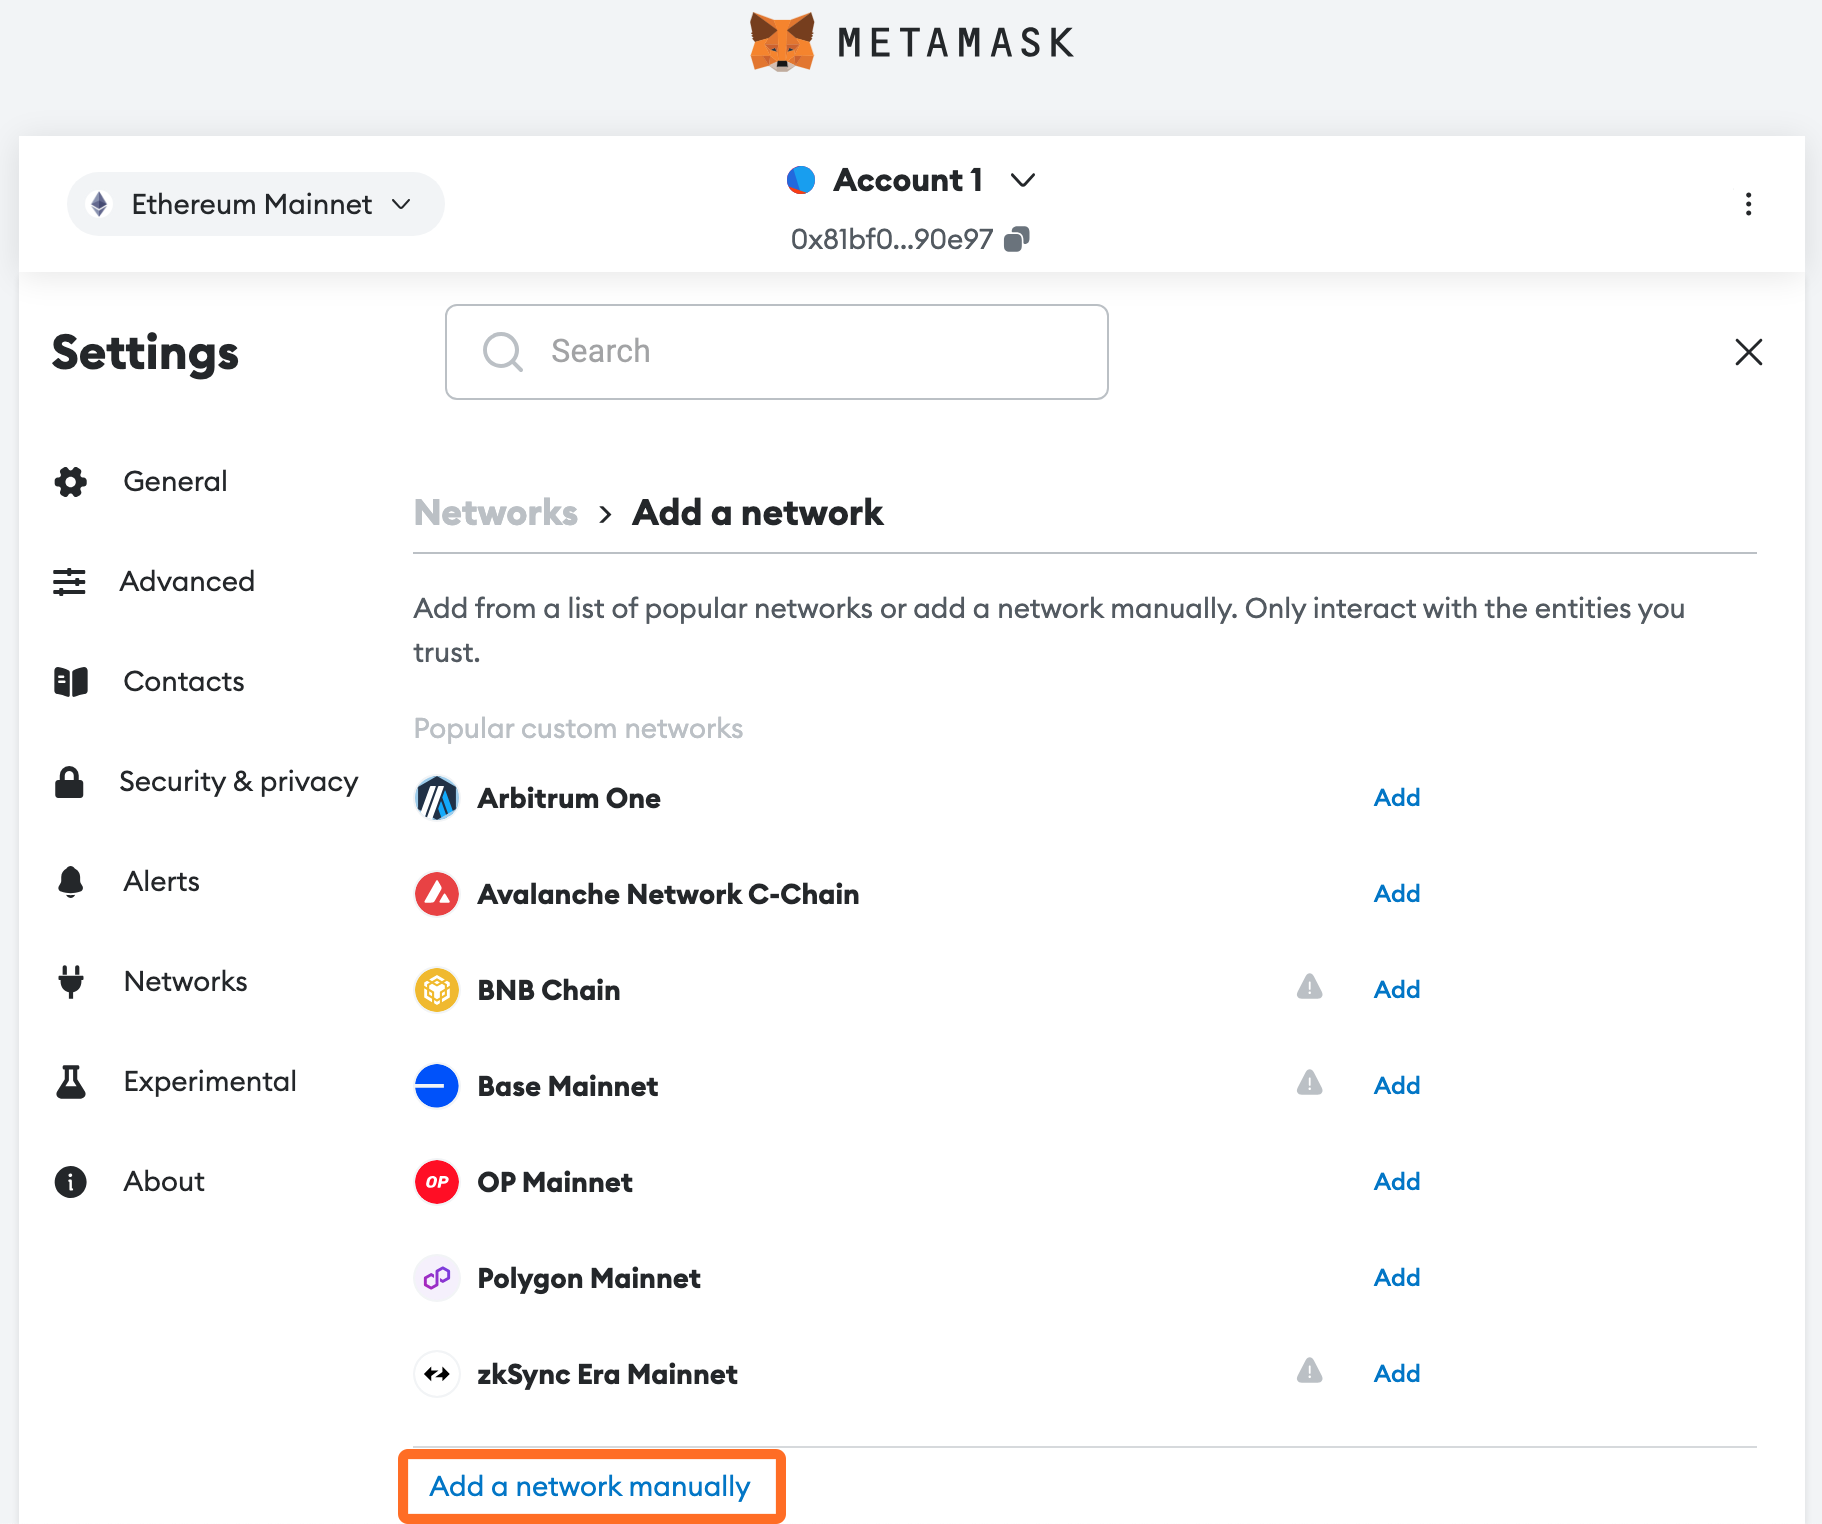 METAMASK
Ethereum Mainnet
Account 1
0x81bf0...90e97
Settings
Search
General
Advanced
Contacts
Security & privacy
Alerts
Networks
Experimental
About
Networks > Add a network
Add from a list of popular networks or add a network manually. Only interact with the entities you
trust.
Popular custom networks
Arbitrum One Add
Avalanche Network C-Chain Add
BNB Chain Add
Base Mainnet Add
OP OP Mainnet Add
Polygon Mainnet Add
zkSync Era Mainnet Add
Add a network manually